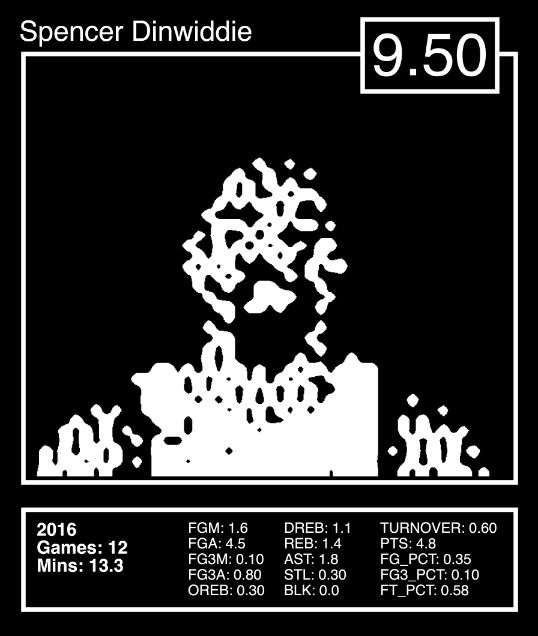 Spencer Dinwiddie
9.50
2016
Games: 12
Mins: 13.3
FGM: 1.6
FGA: 4.5
FG3M: 0.10
FG3A: 0.80
OREB: 0.30
DREB: 1.1
REB: 1.4
AST: 1.8
STL: 0.30
BLK: 0.0
TURNOVER: 0.60
PTS: 4.8
FG_PCT: 0.35
FG3_PCT: 0.10
FT_PCT: 0.58